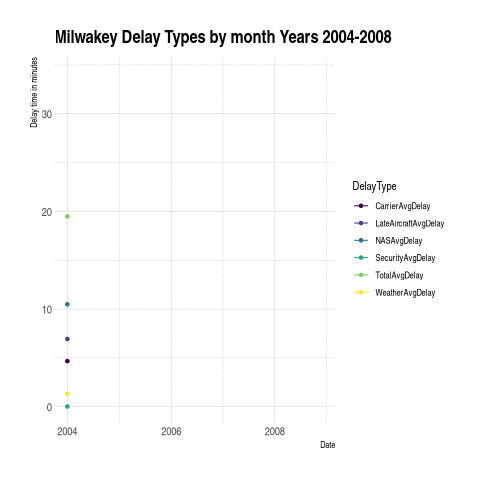 Milwakey Delay Types by month Years 2004-2008
Delay time in minutes
30
20
10
0
2004 2006 2008
Date
DelayType
CarrierAvgDelay
LateAircraftAvgDelay
NASAvgDelay
SecurityAvgDelay
TotalAvgDelay
WeatherAvgDelay